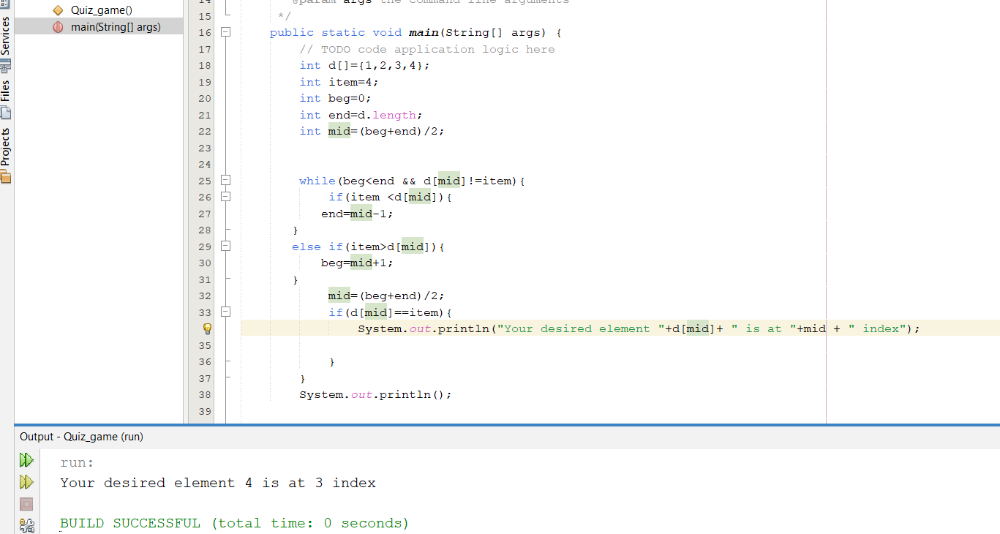 Quiz_game()
main(String[] args)
Services
Files
Projects
14 @param args the command line arguments
15 */
16 public static void main(String[] args) {
17 // TODO code application logic here
18 int d[]={1,2,3,4};
19 int item=4;
20 int beg=0;
21 int end=d.length;
22 int mid=(beg+end)/2;
23
24
25 while(beg<end && d[mid]!=item){
26 if(item <d[mid]){
27 end=mid-1;
28 }
29 else if(item>d[mid]){
30 beg=mid+1;
31 }
32 mid=(beg+end)/2;
33 if(d[mid]==item){
System.out.println("Your desired element "+d[mid]+ " is at "+mid + " index");
35
36 }
37 }
38 System.out.println();
39
Output - Quiz_game (run)
run:
Your desired element 4 is at 3 index
BUILD SUCCESSFUL (total time: 0 seconds)